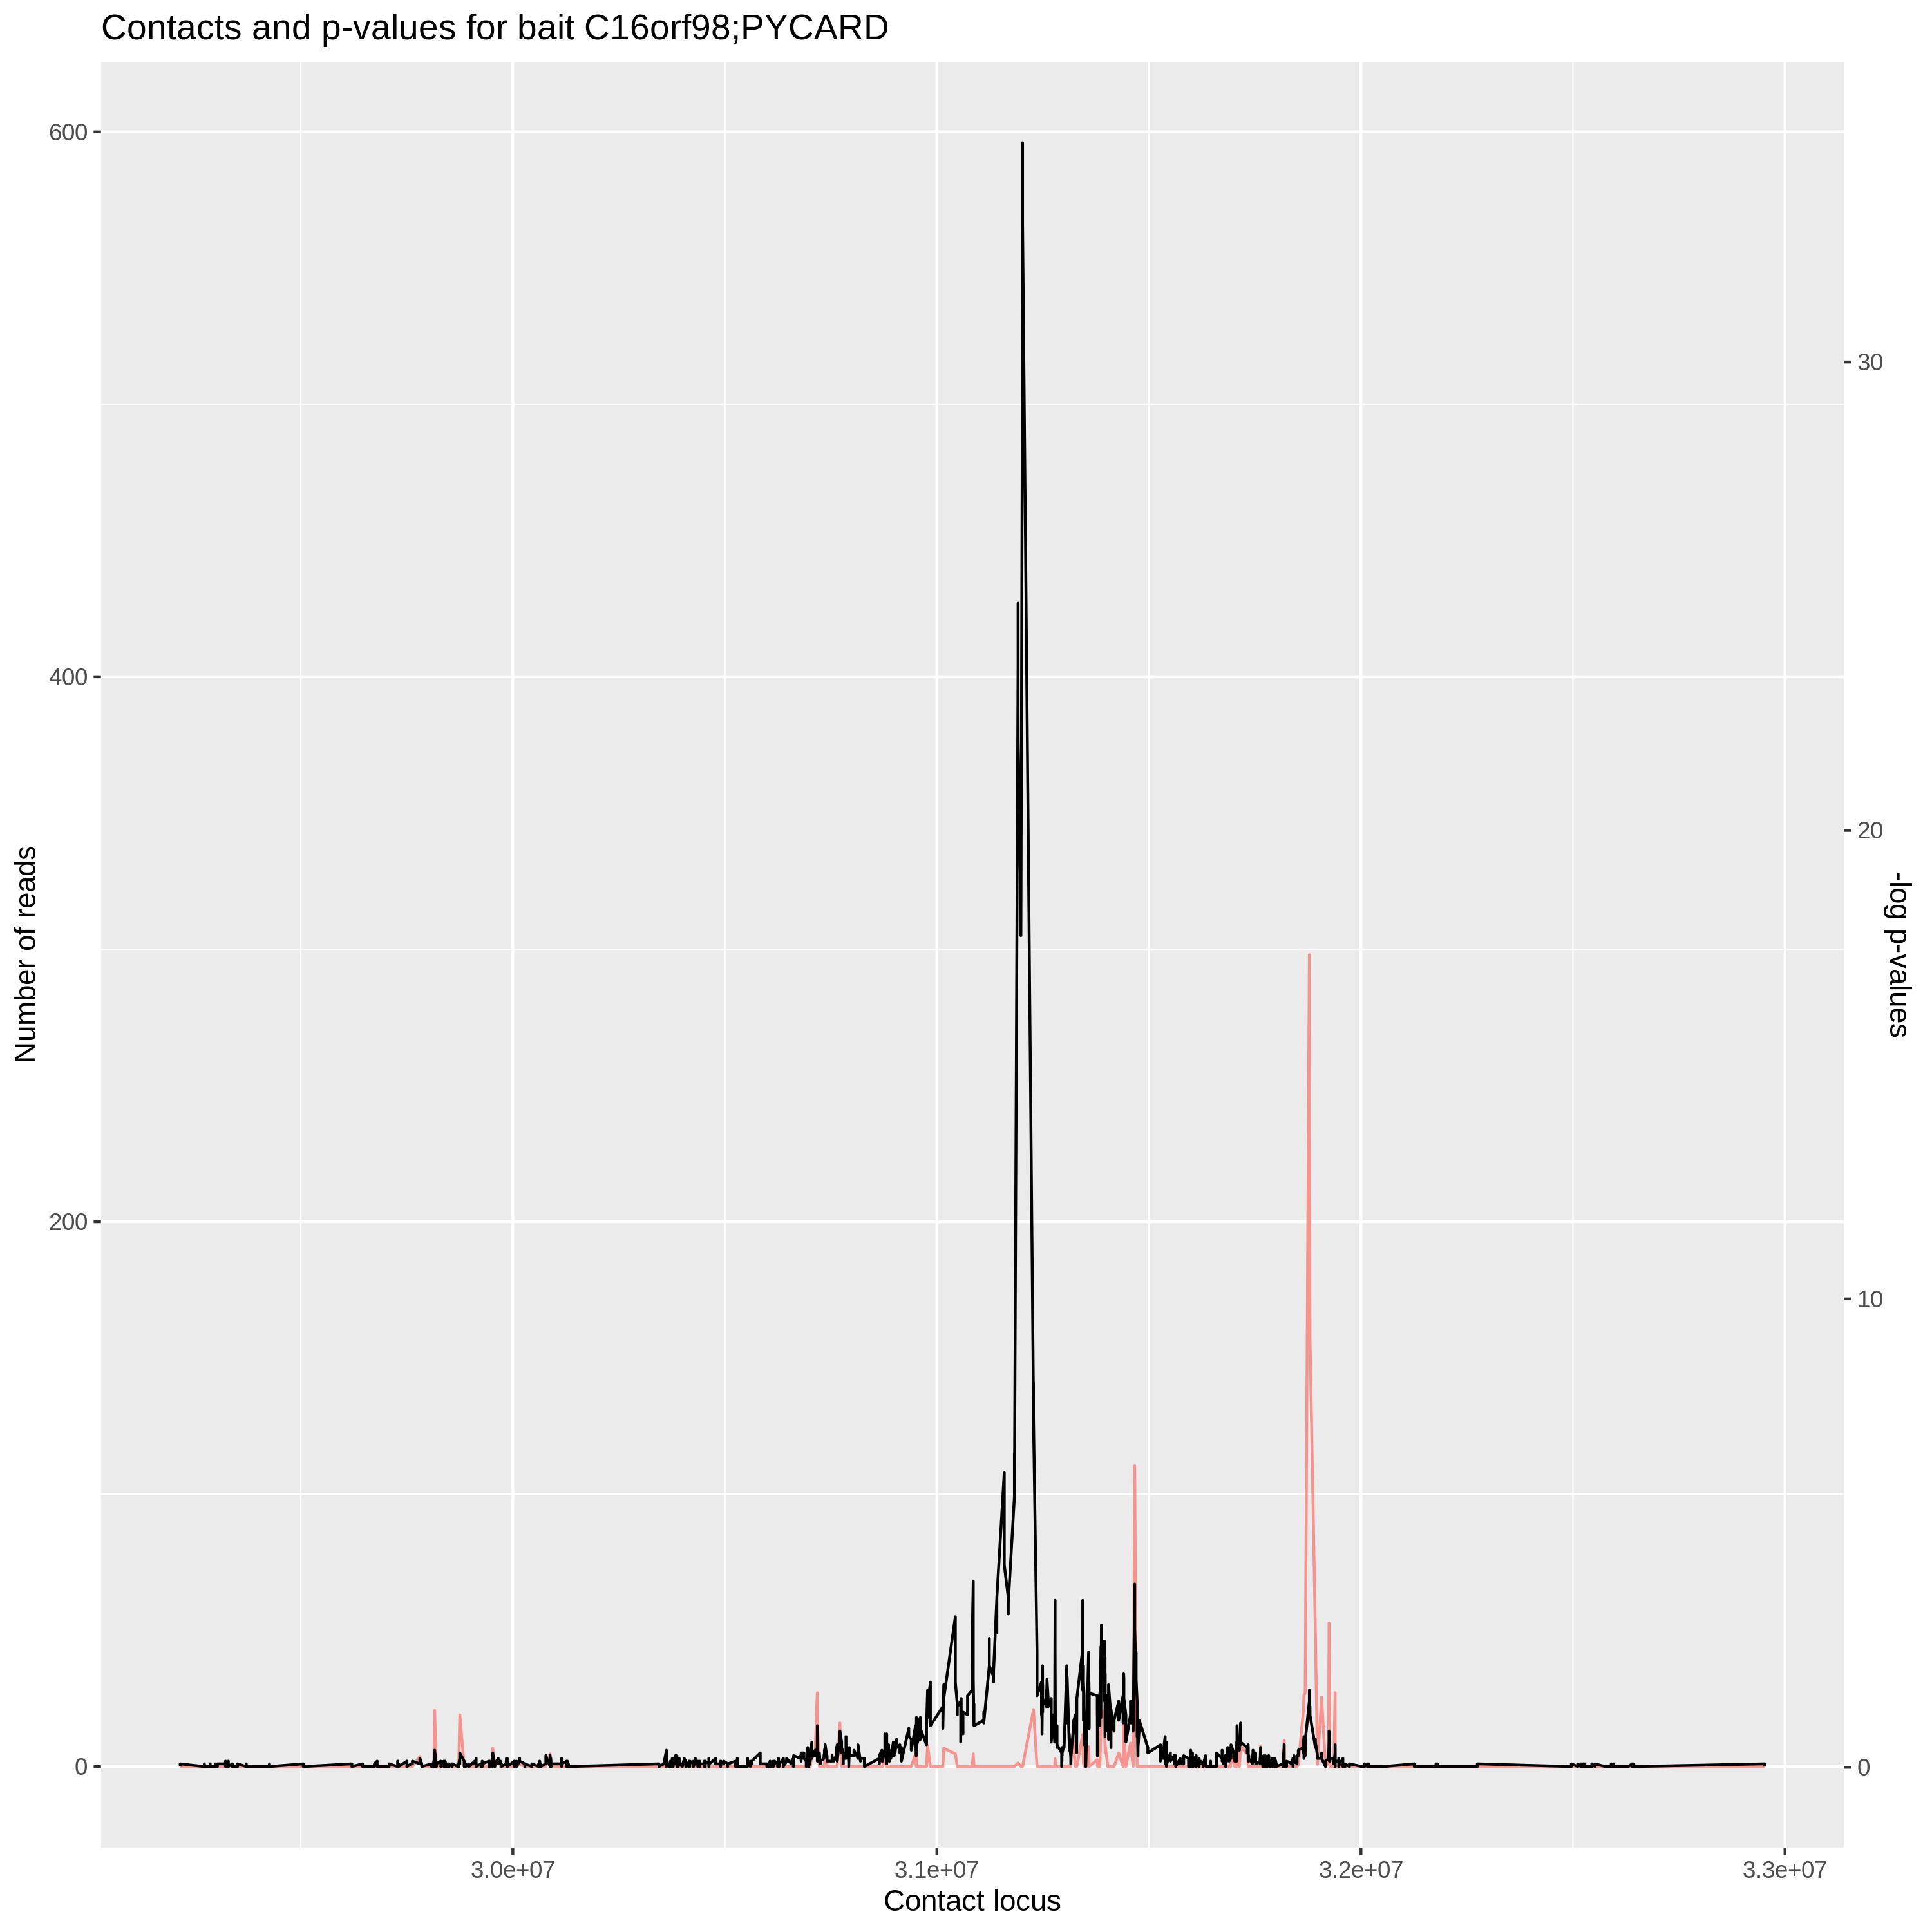 Contacts and p-values for bait C16orf98;PYCARD
600
400
200
0
Number of reads
30
20
10
0
-log p-values
3.0e+07
3.1e+07
3.2e+07
3.3e+07
Contact locus